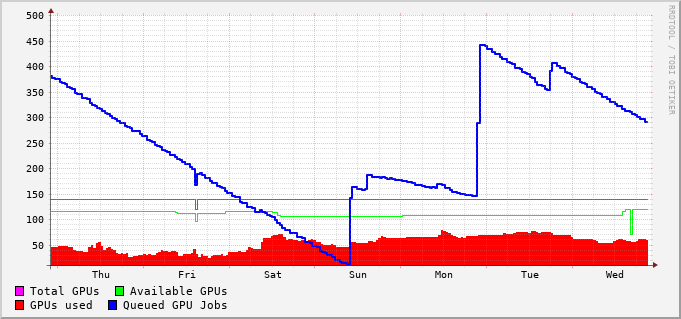 500
450
400
350
300
250
200
150
100
50
Thu Fri Sat Sun Mon Tue Wed
Total GPUs Available GPUs
GPUs used Queued GPU Jobs
RRDTOOL / TOBI OETIKER